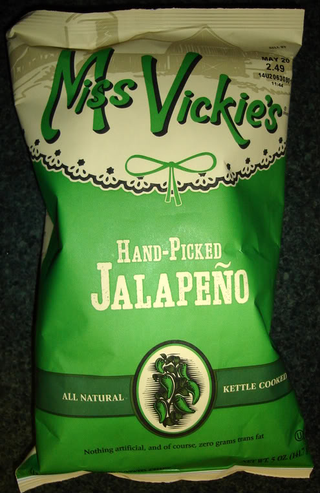 MAY 20
2.49
Miss Vickie's
HAND-PICKED
JALAPEÑO
ALL NATURAL
KETTLE COOKED
Nothing artificial, and of course, zero grams trans fat